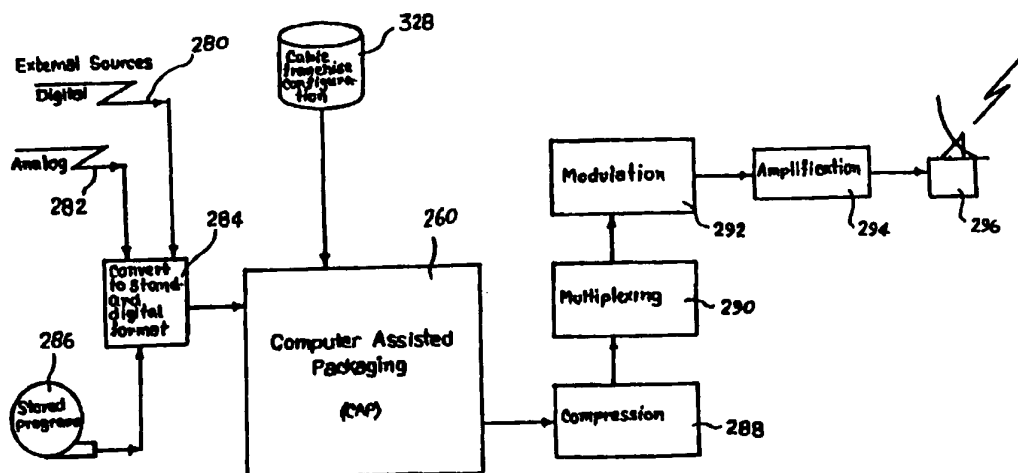 328
280
External Sources
Digital
Cable
franchise
configura-
tion
Analog
282
284
260
Modulation
292
Amplification
294
296
Convert
to stand-
ard
digital
format
Multiplexing
290
286
Stored
programs
Computer Assisted
Packaging
(CAP)
Compression
288